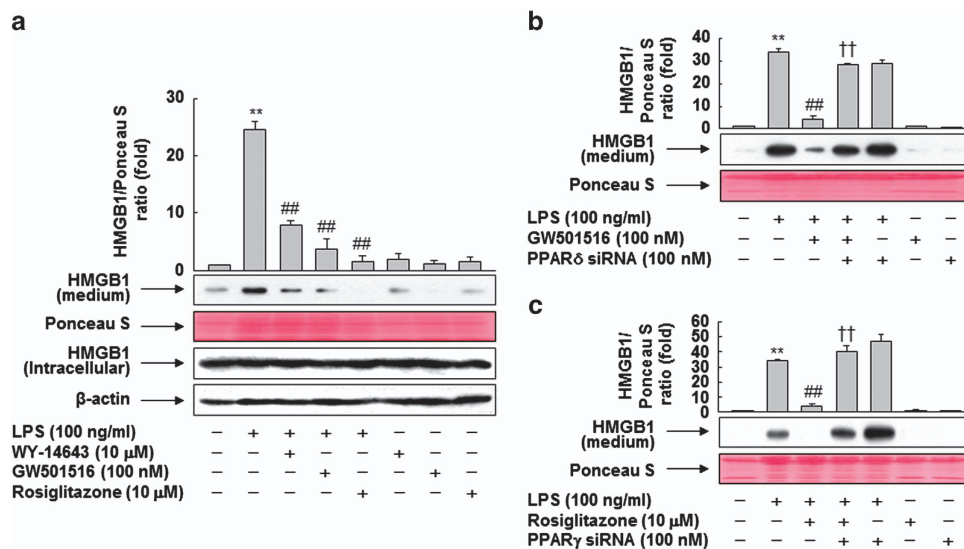 a
HMGB1/Ponceau S
ratio (fold)
30
20
10
0
**
##
##
##
HMGB1
(medium)
Ponceau S
HMGB1
(Intracellular)
β-actin
LPS (100 ng/ml) – + + + + – – –
WY-14643 (10 μM) – – + – – + – –
GW501516 (100 nM) – – – + – – + –
Rosiglitazone (10 μM) – – – – + – – +
b
HMGB1/
Ponceau S
ratio (fold)
40
30
20
10
0
**
##
††
HMGB1
(medium)
Ponceau S
LPS (100 ng/ml) – + + + + – –
GW501516 (100 nM) – – + + – + –
PPARδ siRNA (100 nM) – – – + + – +
c
HMGB1/
Ponceau S
ratio (fold)
60
50
40
30
20
10
0
**
##
††
HMGB1
(medium)
Ponceau S
LPS (100 ng/ml) – + + + + – –
Rosiglitazone (10 μM) – – + + – + –
PPARγ siRNA (100 nM) – – – + + – +